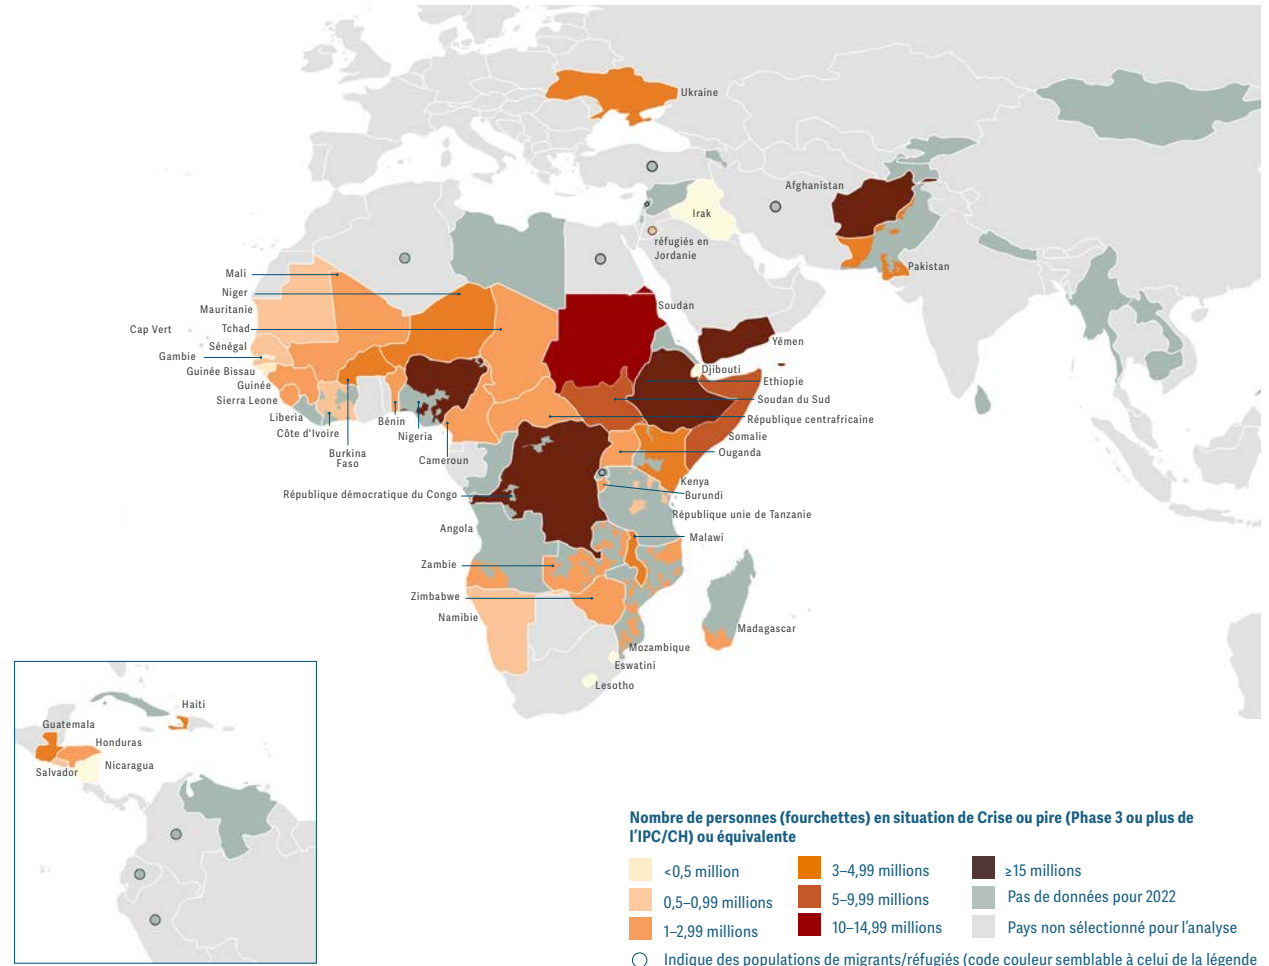 Ukraine
Afghanistan
Irak
réfugiés en
Jordanie
Pakistan
Mali
Niger
Mauritanie
Soudan
Cap Vert
Tchad
Sénégal
Yémen
Gambie
Guinée Bissau
Djibouti
Ethiopie
Guinée
Sierra Leone
Soudan du Sud
Liberia
République centrafricaine
Bénin
Côte d'Ivoire
Nigeria
Somalie
Burkina
Faso
Ouganda
Cameroun
Kenya
République démocratique du Congo
Burundi
République unie de Tanzanie
Angola
Malawi
Zambie
Zimbabwe
Namibie
Madagascar
Mozambique
Eswatini
Lesotho
Haïti
Guatemala
Honduras
Nicaragua
Salvador
Nombre de personnes (fourchettes) en situation de Crise ou pire (Phase 3 ou plus de
l'IPC/CH) ou équivalente
<0,5 million
0,5–0,99 millions
1–2,99 millions
3–4,99 millions
5–9,99 millions
10–14,99 millions
≥15 millions
Pas de données pour 2022
Pays non sélectionné pour l'analyse
Indique des populations de migrants/réfugiés (code couleur semblable à celui de la légende